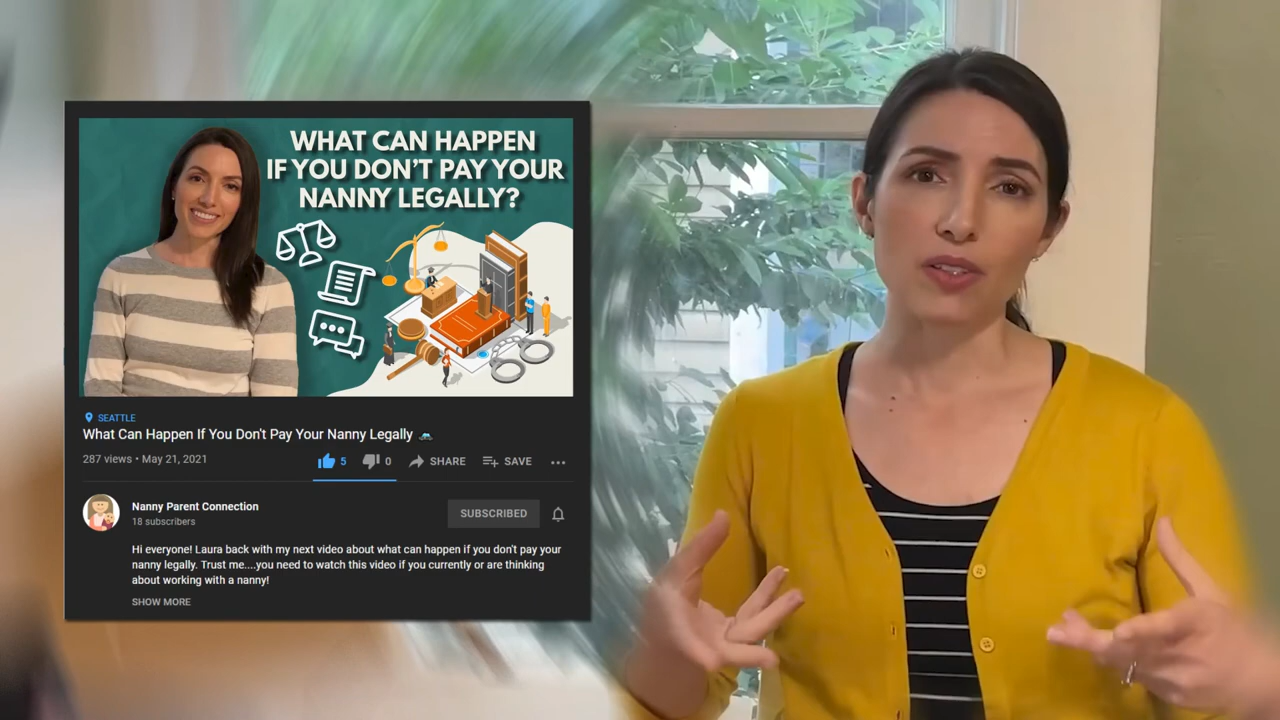 WHAT CAN HAPPEN
IF YOU DON'T PAY YOUR
NANNY LEGALLY?
SEATTLE
What Can Happen If You Don't Pay Your Nanny Legally
287 views • May 21, 2021
5
0
SHARE
SAVE
Nanny Parent Connection
18 subscribers
SUBSCRIBED
Hi everyone! Laura back with my next video about what can happen if you don't pay your
nanny legally. Trust me....you need to watch this video if you currently or are thinking
about working with a nanny!
SHOW MORE